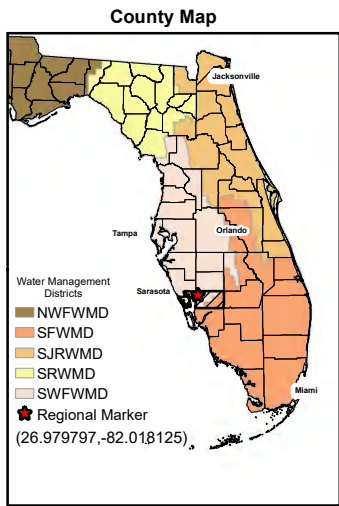 County Map
Jacksonville
Orlando
Tampa
Sarasota
Miami
Water Management
Districts
NWFWMD
SFWMD
SJRWMD
SRWMD
SWFWMD
Regional Marker
(26.979797,-82.018125)